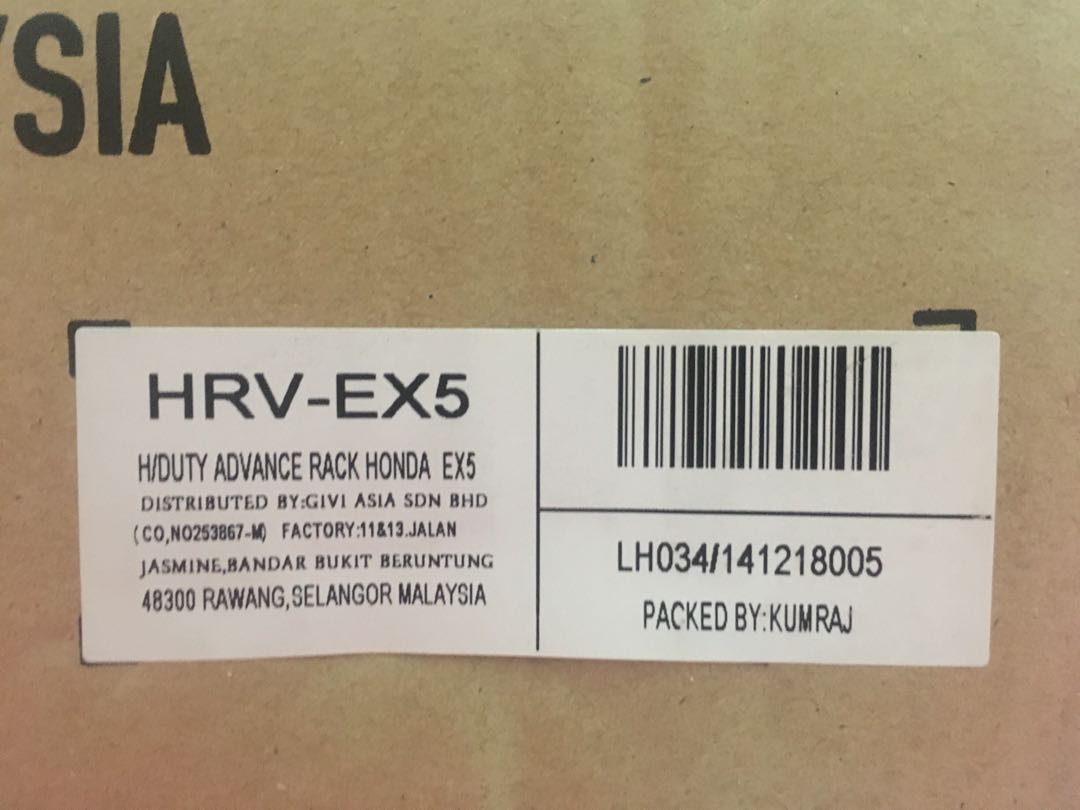 YSIA
HRV-EX5
H/DUTY ADVANCE RACK HONDA EX5
DISTRIBUTED BY:GIVI ASIA SDN BHD
(CO,NO253867-M) FACTORY:11&13.JALAN
JASMINE,BANDAR BUKIT BERUNTUNG
48300 RAWANG,SELANGOR MALAYSIA
LH034/141218005
PACKED BY:KUMRAJ